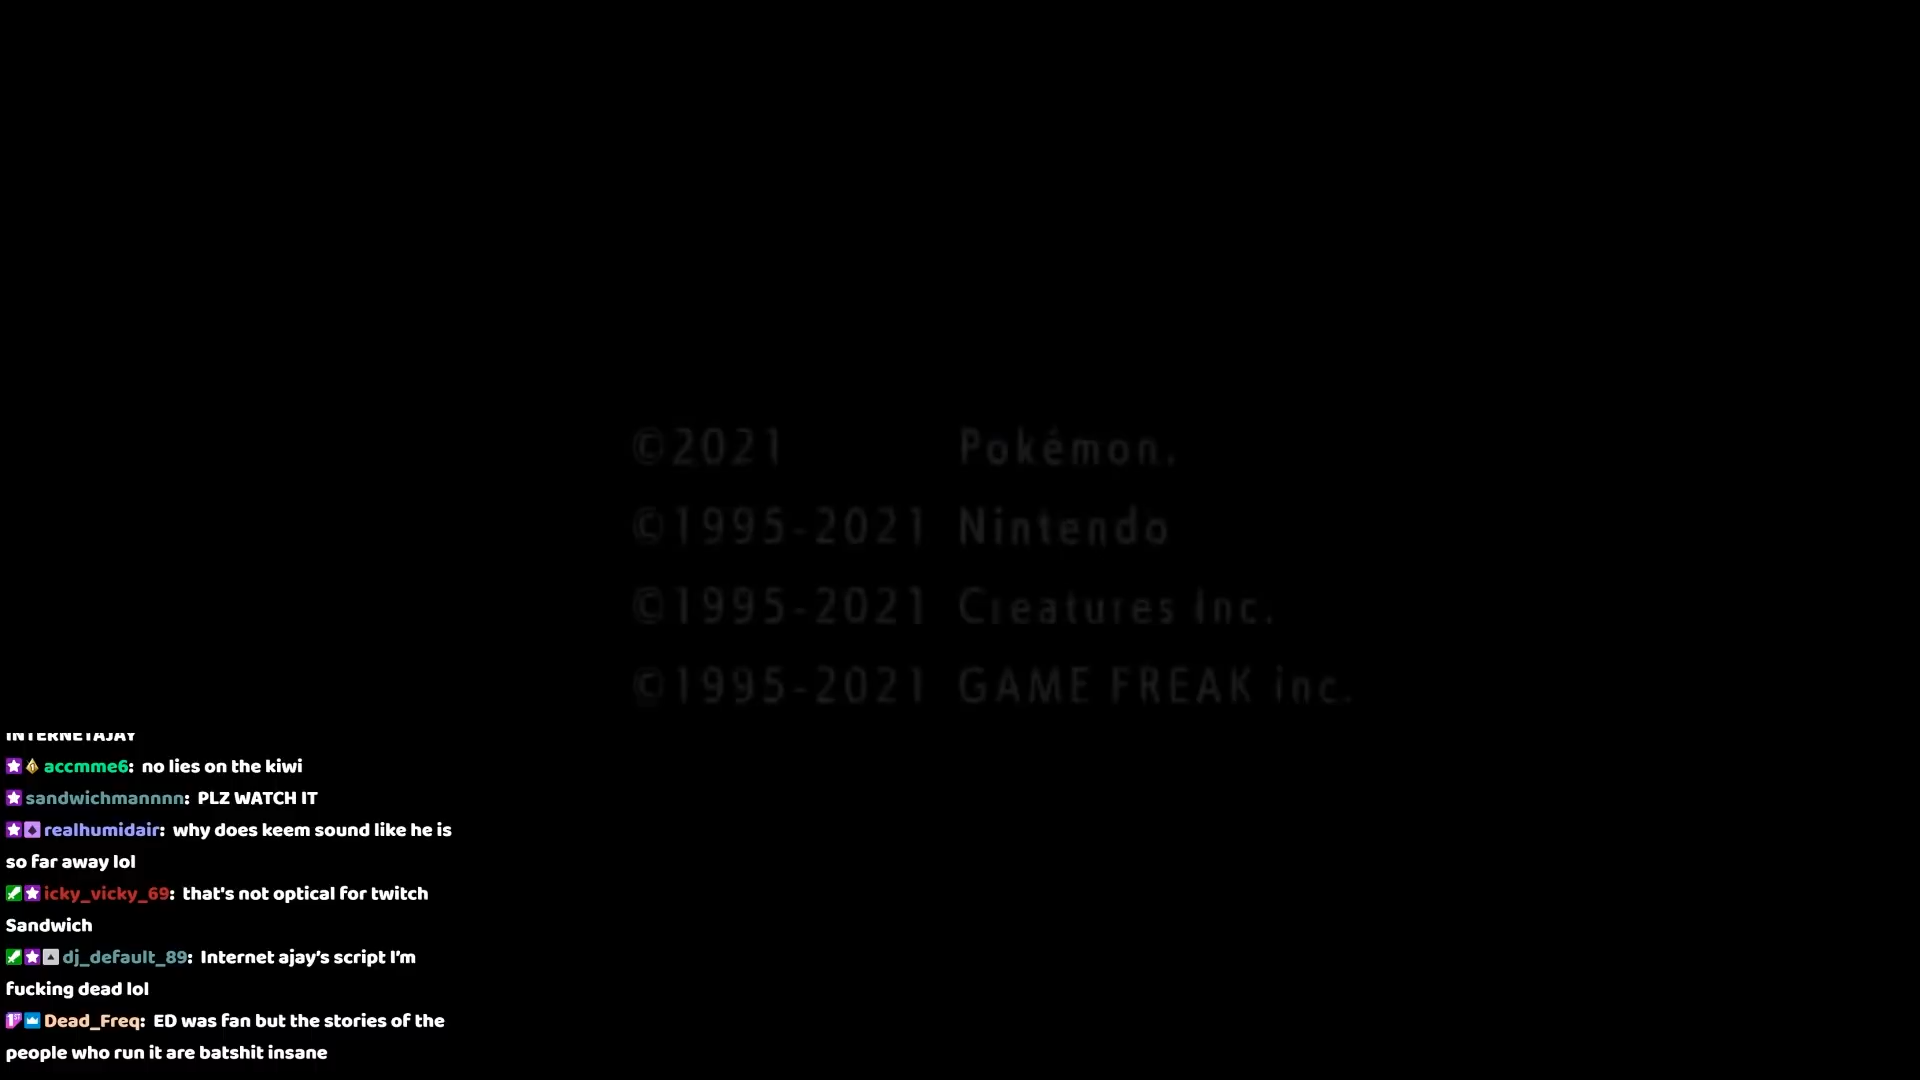 ©2021 Pokémon.
©1995-2021 Nintendo
©1995-2021 Creatures Inc.
©1995-2021 GAME FREAK inc.
INTERNETAJAY
accmme6: no lies on the kiwi
sandwichmannnn: PLZ WATCH IT
realhumidair: why does keem sound like he is
so far away lol
icky_vicky_69: that's not optical for twitch
Sandwich
dj_default_89: Internet ajay’s script I’m
fucking dead lol
Dead_Freq: ED was fan but the stories of the
people who run it are batshit insane